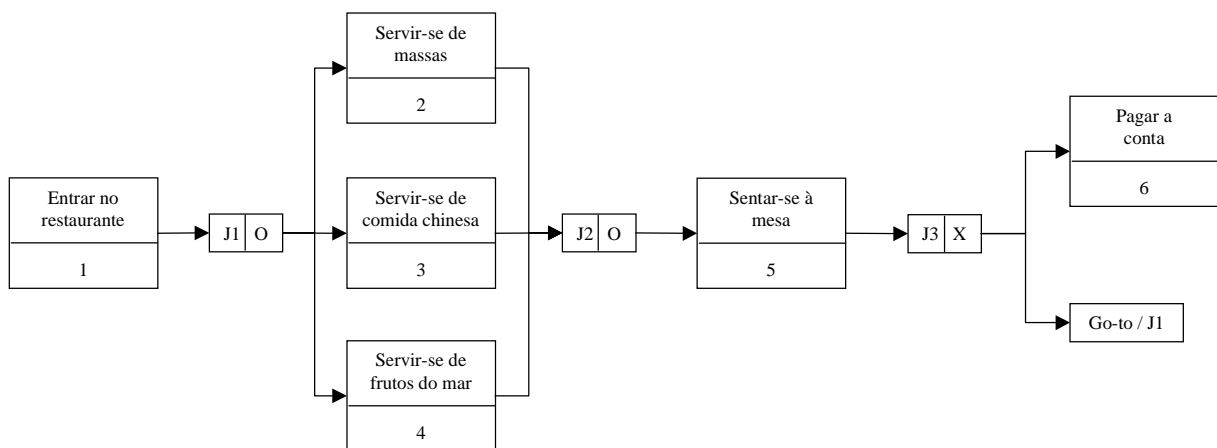 Servir-se de
massas
2
Entrar no
restaurante
1
J1 O
Servir-se de
comida chinesa
3
J2 O
Sentar-se à
mesa
5
J3 X
Pagar a
conta
6
Go-to / J1
Servir-se de
frutos do mar
4